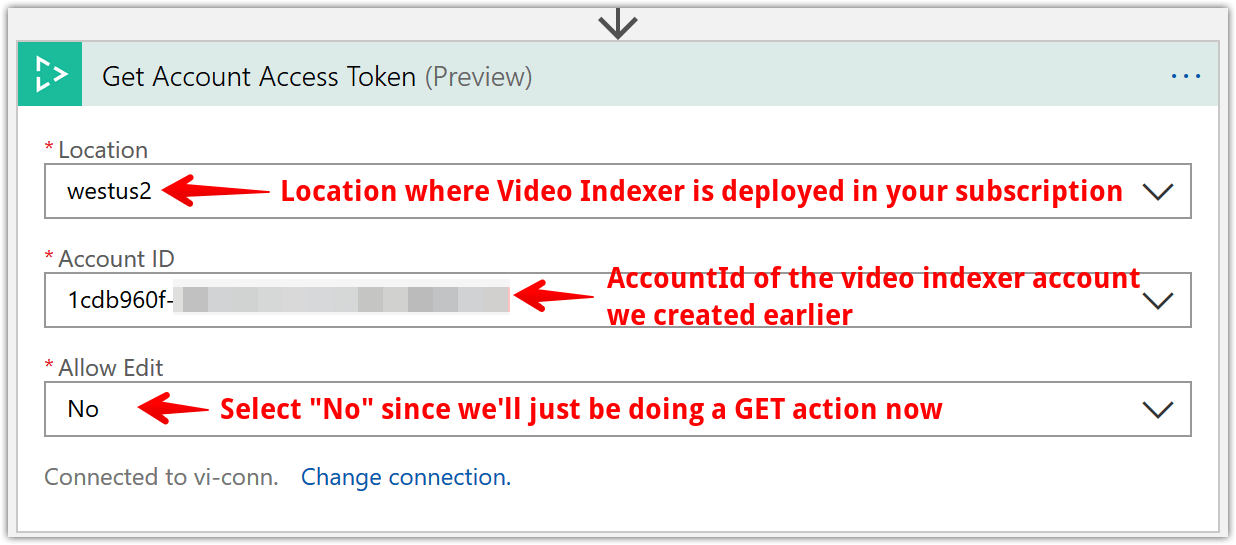 Get Account Access Token (Preview) ...
* Location
westus2 Location where Video Indexer is deployed in your subscription
* Account ID
1cdb960f- AccountId of the video indexer account
we created earlier
* Allow Edit
No Select "No" since we'll just be doing a GET action now
Connected to vi-conn. Change connection.